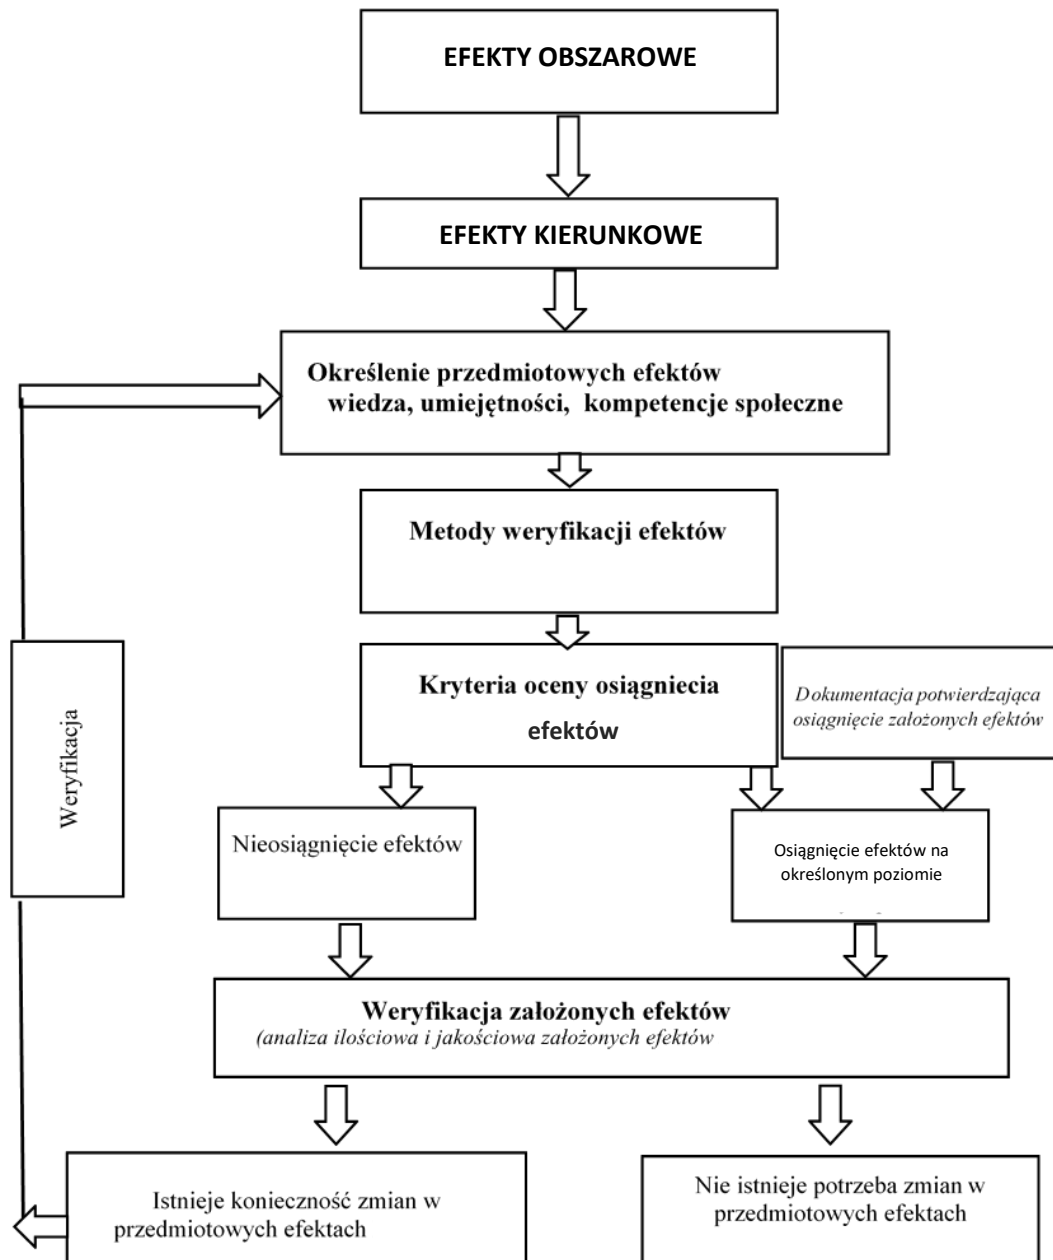 EFEKTY OBSZAROWE
EFEKTY KIERUNKOWE
Określenie przedmiotowych efektów
wiedza, umiejętności, kompetencje społeczne
Metody weryfikacji efektów
Kryteria oceny osiągniecia
efektów
Dokumentacja potwierdzająca
osiągnięcie założonych efektów
Weryfikacja
Nieosiągnięcie efektów
Osiągnięcie efektów na
określonym poziomie
Weryfikacja założonych efektów
(analiza ilościowa i jakościowa założonych efektów
Istnieje konieczność zmian w
przedmiotowych efektach
Nie istnieje potrzeba zmian w
przedmiotowych efektach